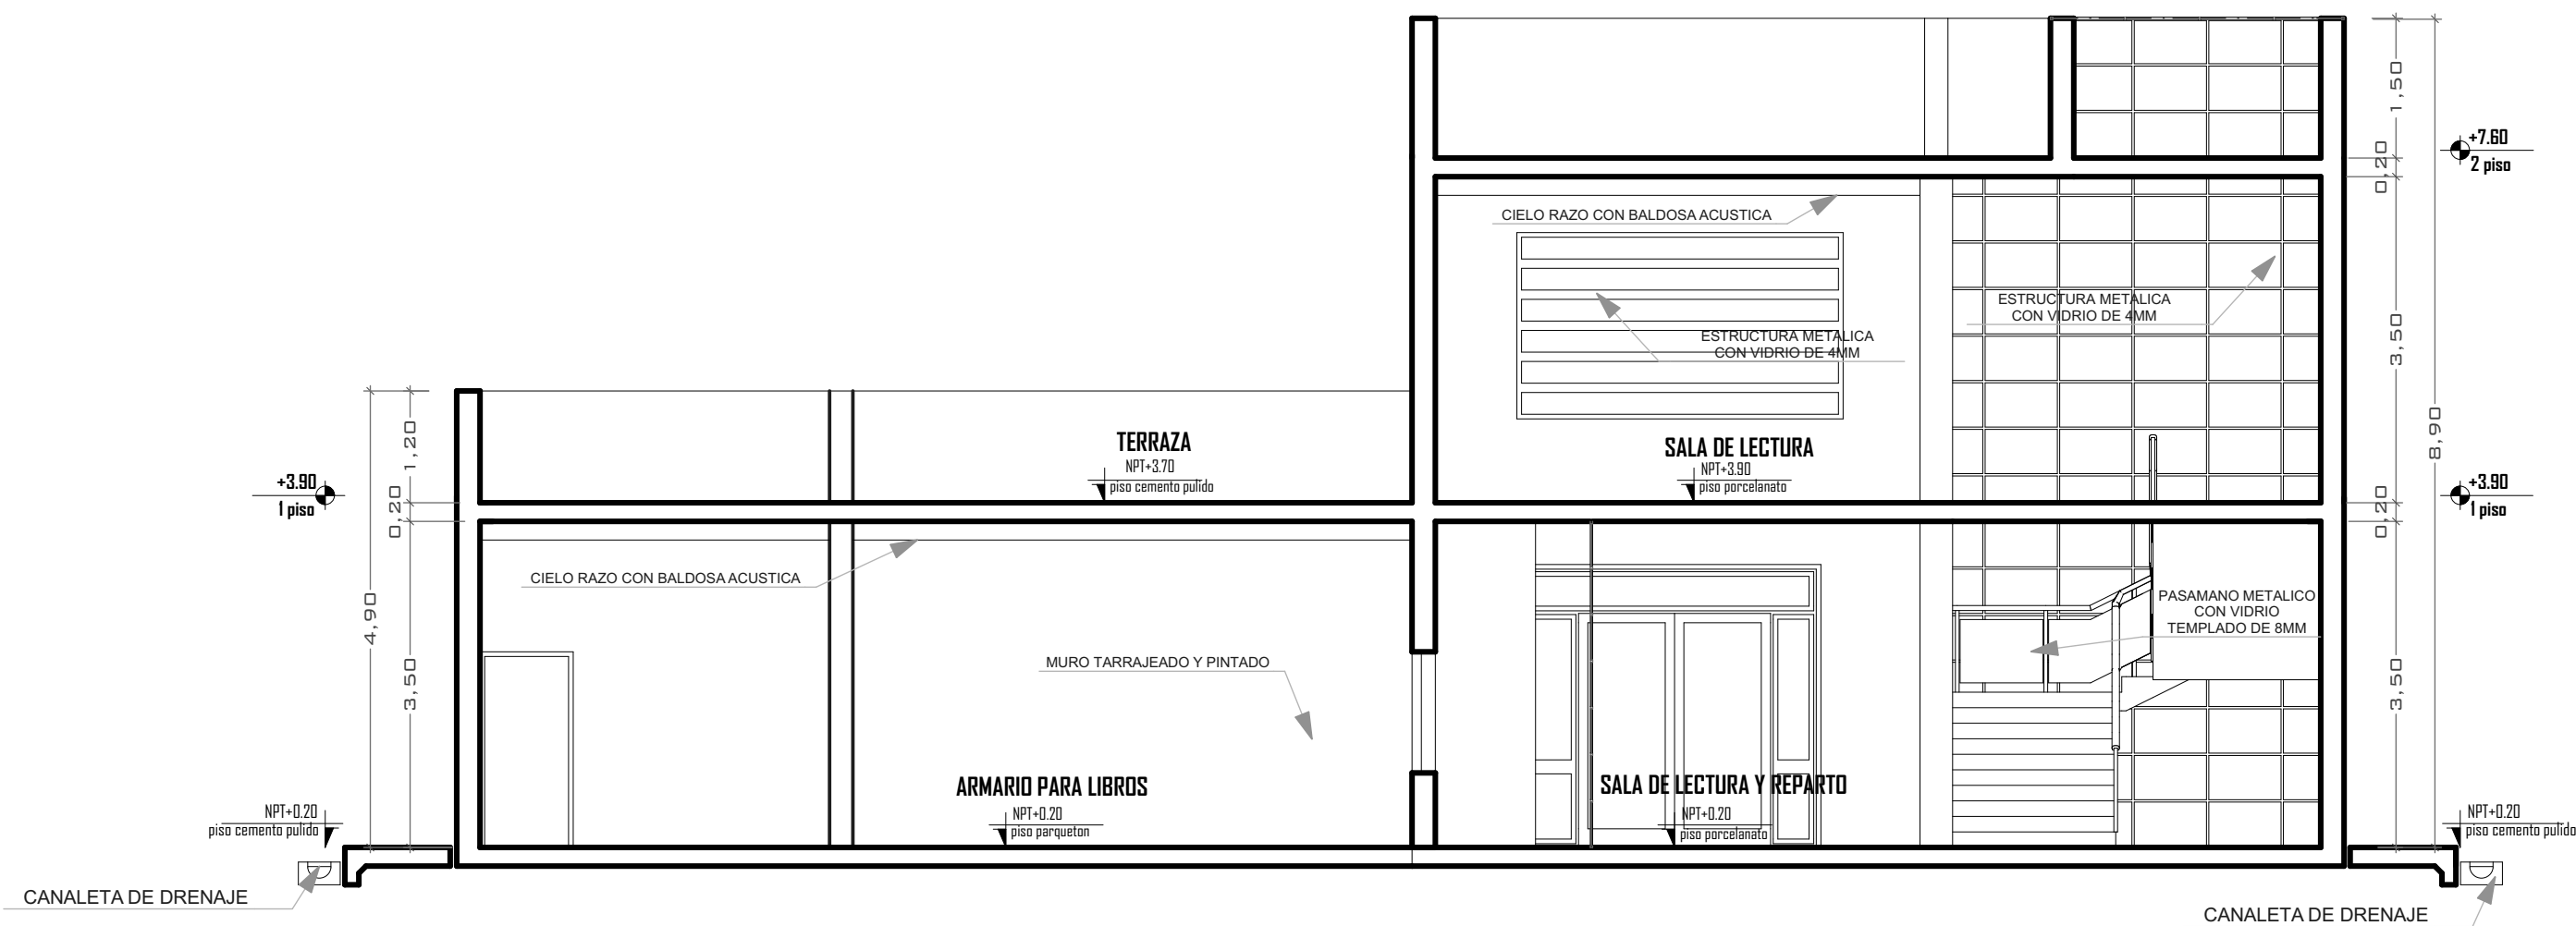 1,50
+7.60
2 piso
0,20
CIELO RAZO CON BALDOSA ACUSTICA
ESTRUCTURA METALICA
CON VIDRIO DE 4MM
ESTRUCTURA METALICA
CON VIDRIO DE 4MM
3,50
8,90
1,20
TERRAZA
NPT+3.70
piso cemento pulido
SALA DE LECTURA
NPT+3.90
piso porcelanato
+3.90
1 piso
0,20
0,20
+3.90
1 piso
CIELO RAZO CON BALDOSA ACUSTICA
4,90
3,50
MURO TARRAJEADO Y PINTADO
PASAMANO METALICO
CON VIDRIO
TEMPLADO DE 8MM
3,50
ARMARIO PARA LIBROS
NPT+0.20
piso parqueton
SALA DE LECTURA Y REPARTO
NPT+0.20
piso porcelanato
NPT+0.20
piso cemento pulido
NPT+0.20
piso cemento pulido
CANALETA DE DRENAJE
CANALETA DE DRENAJE